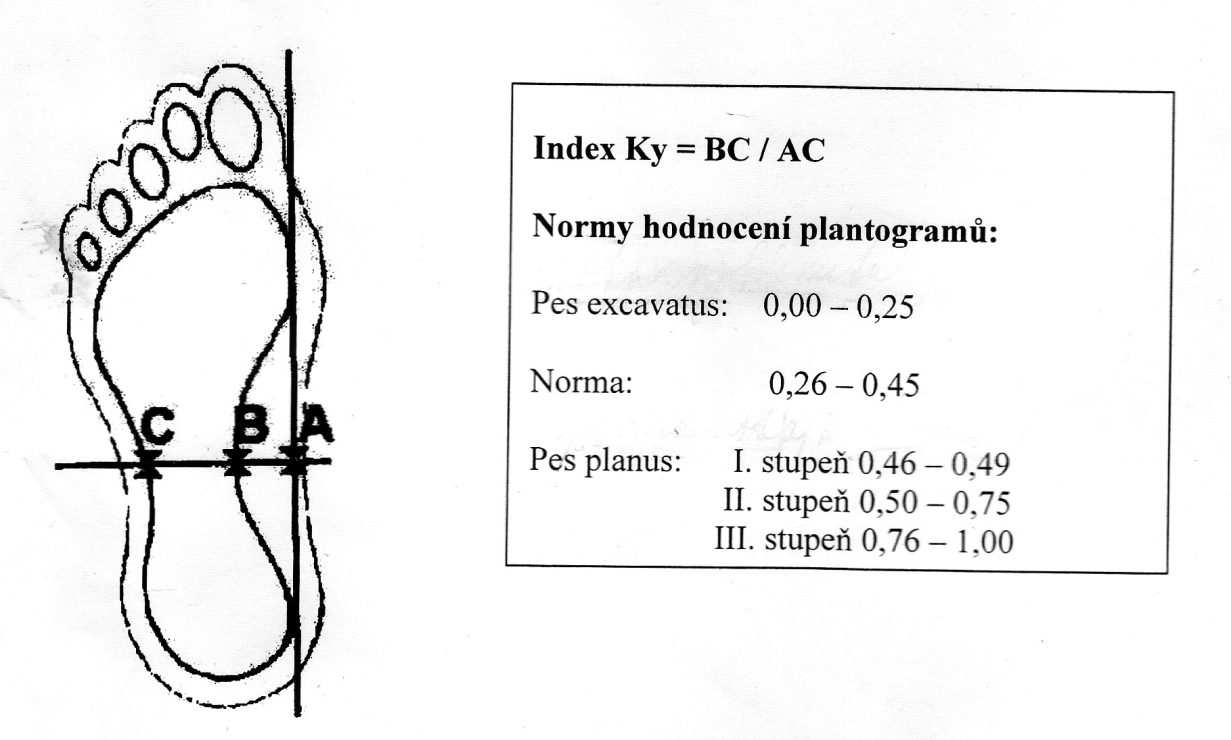 C B A
Index Ky = BC / AC
Normy hodnocení plantogramů:
Pes excavatus: 0,00 – 0,25
Norma: 0,26 – 0,45
Pes planus: I. stupeň 0,46 – 0,49
II. stupeň 0,50 – 0,75
III. stupeň 0,76 – 1,00